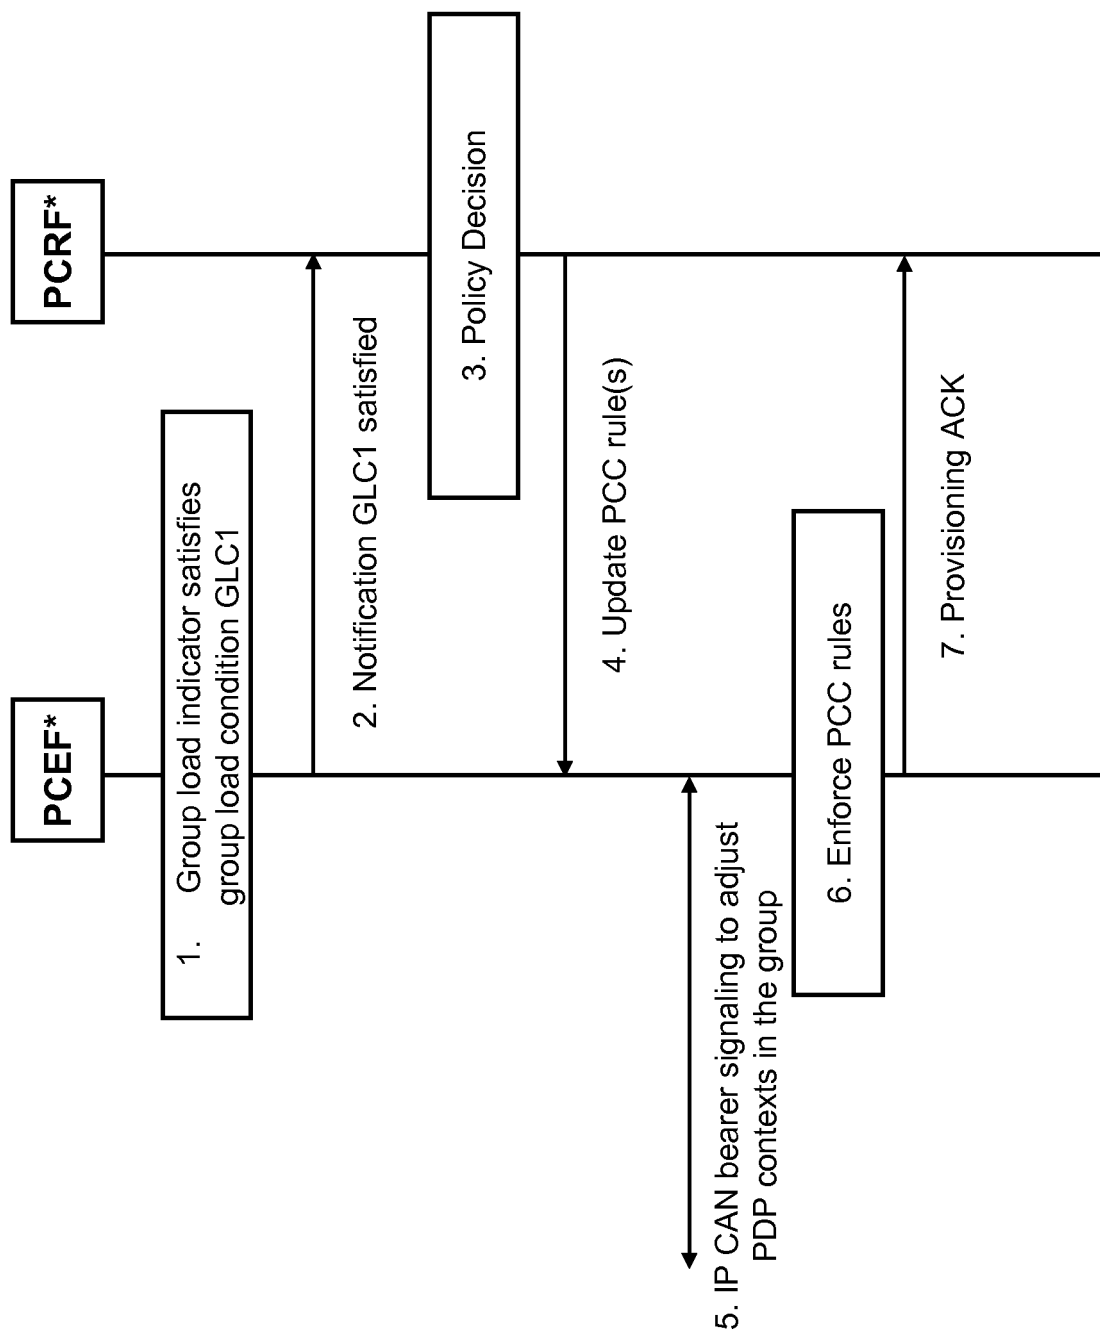 PCEF*
PCRF*
1. Group load indicator satisfies
group load condition GLC1
2. Notification GLC1 satisfied
3. Policy Decision
4. Update PCC rule(s)
5. IP CAN bearer signaling to adjust
PDP contexts in the group
6. Enforce PCC rules
7. Provisioning ACK